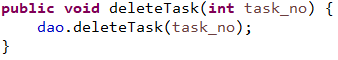 public void deleteTask(int task_no) {
    dao.deleteTask(task_no);
}